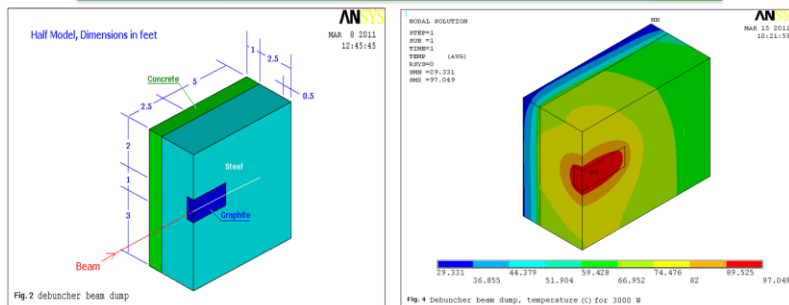 ANSYS
MAR 8 2011
12:45:45
Half Model, Dimensions in feet
Concrete
1
2.5
0.5
5
2.5
2
1
3
Steel
Graphite
Beam
Fig. 2 debuncher beam dump
1
NODAL SOLUTION
STEP=1
SUB =1
TIME=1
TEMP (AVG)
RSYS=0
SMN =29.331
SMX =97.049
ANSYS
MAR 15 2011
10:21:55
MN
MX
29.331
36.855
44.379
51.904
59.428
66.952
74.476
82
89.525
97.049
Fig. 4 Debuncher beam dump, temperature (C) for 3000 W